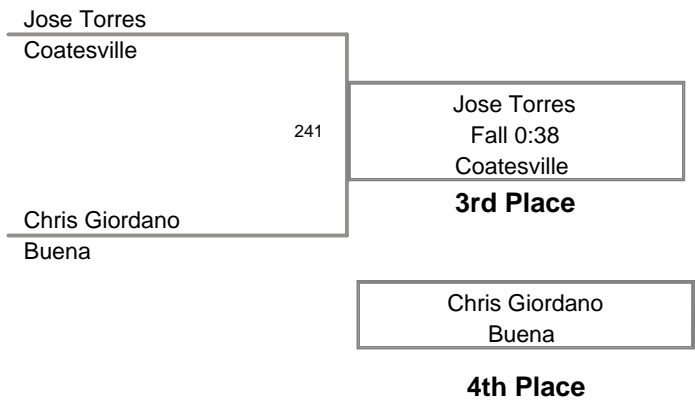 Jose Torres
Coatesville
241
Jose Torres
Fall 0:38
Coatesville
3rd Place
Chris Giordano
Buena
Chris Giordano
Buena
4th Place